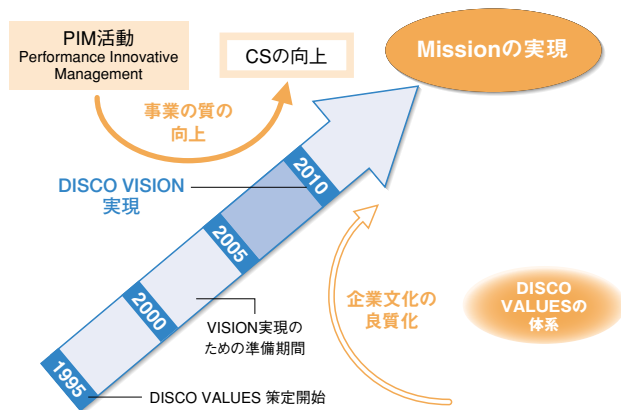 PIM活動
Performance Innovative
Management
CSの向上
Missionの実現
事業の質の
向上
DISCO VISION
実現
2010
2005
2000
1995
企業文化の
良質化
DISCO
VALUESの
体系
VISION実現の
ための準備期間
DISCO VALUES 策定開始